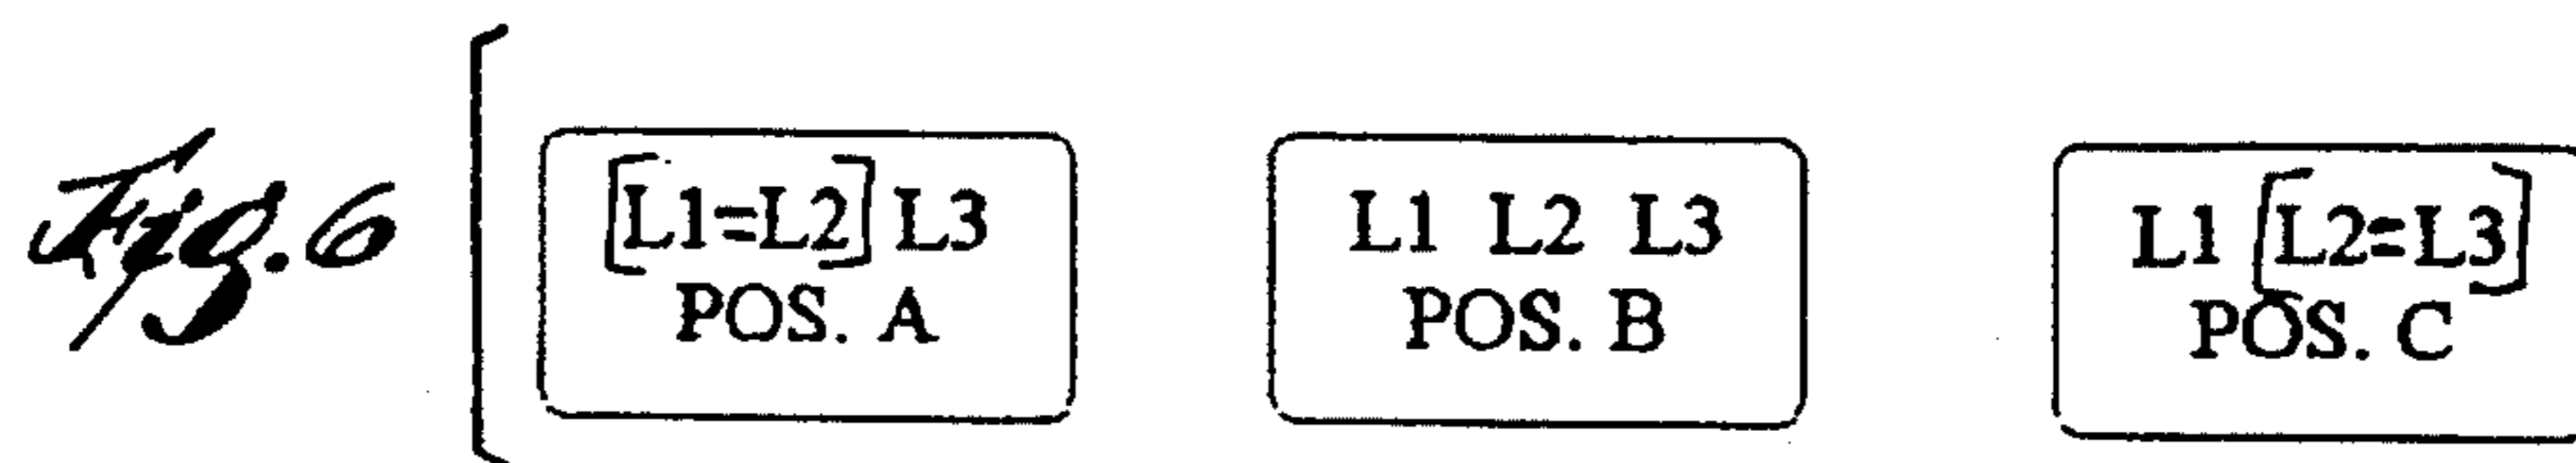 Fig. 6
[L1=L2] L3
POS. A
L1 L2 L3
POS. B
L1 [L2=L3]
POS. C